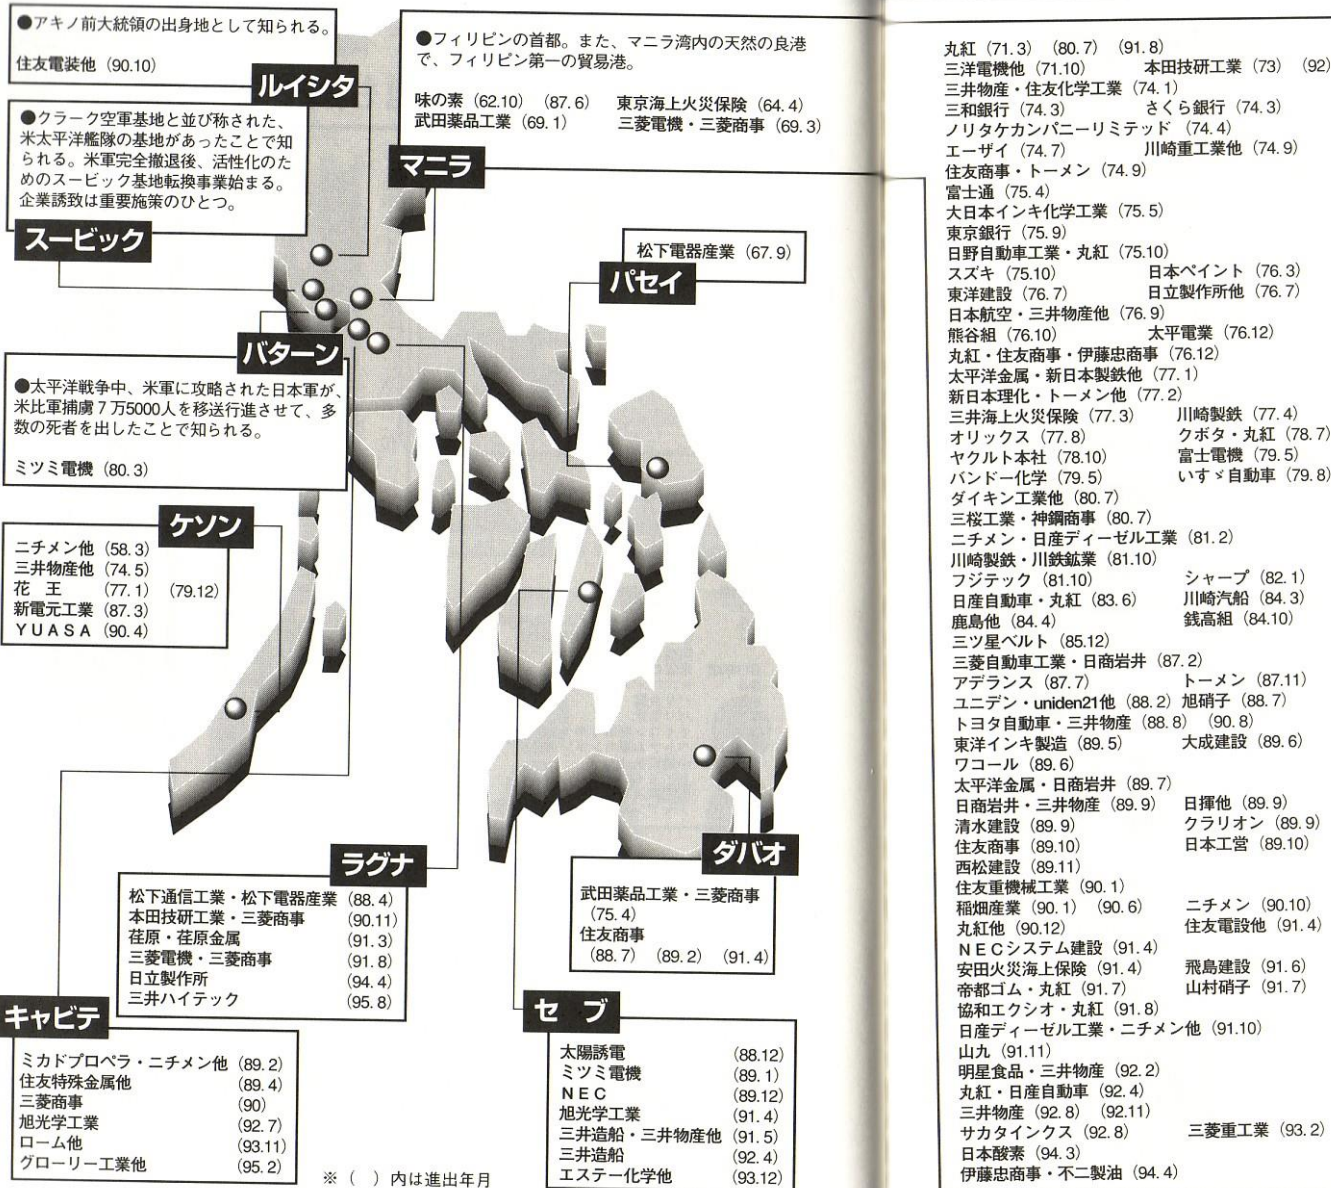 ●アキノ前大統領の出身地として知られる。
住友電装他（90.10）
ルイシタ
●クラーク空軍基地と並び称された、
米太平洋艦隊の基地があったことで知
られる。米軍完全撤退後、活性化のた
めのスービック基地転換事業始まる。
企業誘致は重要施策のひとつ。
スービック
●フィリピンの首都。また、マニラ湾内の天然の良港
で、フィリピン第一の貿易港。
味の素（62.10）（87.6） 東京海上火災保険（64.4）
武田薬品工業（69.1） 三菱電機・三菱商事（69.3）
マニラ
松下電器産業（67.9）
パセイ
バターン
●太平洋戦争中、米軍に攻略された日本軍が、
米比軍捕虜７万5000人を移送行進させて、多
数の死者を出したことで知られる。
ミツミ電機（80.3）
ケソン
ニチメン他（58.3）
三井物産他（74.5）
花　王（77.1）（79.12）
新電元工業（87.3）
ＹＵＡＳＡ（90.4）
ラグナ
松下通信工業・松下電器産業（88.4）
本田技研工業・三菱商事（90.11）
荏原・荏原金属（91.3）
三菱電機・三菱商事（91.8）
日立製作所（94.4）
三井ハイテック（95.8）
ダバオ
武田薬品工業・三菱商事
（75.4）
住友商事
（88.7）（89.2）（91.4）
キャビテ
ミカドプロペラ・ニチメン他（89.2）
住友特殊金属他（89.4）
三菱商事（90）
旭光学工業（92.7）
ローム他（93.11）
グローリー工業他（95.2）
セ　ブ
太陽誘電（88.12）
ミツミ電機（89.1）
ＮＥＣ（89.12）
旭光学工業（91.4）
三井造船・三井物産他（91.5）
三井造船（92.4）
エステー化学他（93.12）
※（　）内は進出年月
丸紅（71.3）（80.7）（91.8）
三洋電機他（71.10） 本田技研工業（73）（92）
三井物産・住友化学工業（74.1）
三和銀行（74.3） さくら銀行（74.3）
ノリタケカンパニーリミテッド（74.4）
エーザイ（74.7） 川崎重工業他（74.9）
住友商事・トーメン（74.9）
富士通（75.4）
大日本インキ化学工業（75.5）
東京銀行（75.9）
日野自動車工業・丸紅（75.10）
スズキ（75.10） 日本ペイント（76.3）
東洋建設（76.7） 日立製作所他（76.7）
日本航空・三井物産他（76.9）
熊谷組（76.10） 太平電業（76.12）
丸紅・住友商事・伊藤忠商事（76.12）
太平洋金属・新日本製鉄他（77.1）
新日本理化・トーメン他（77.2）
三井海上火災保険（77.3） 川崎製鉄（77.4）
オリックス（77.8） クボタ・丸紅（78.7）
ヤクルト本社（78.10） 富士電機（79.5）
バンドー化学（79.5） いすゞ自動車（79.8）
ダイキン工業他（80.7）
三桜工業・神鋼商事（80.7）
ニチメン・日産ディーゼル工業（81.2）
川崎製鉄・川鉄鉱業（81.10）
フジテック（81.10） シャープ（82.1）
日産自動車・丸紅（83.6） 川崎汽船（84.3）
鹿島他（84.4） 銭高組（84.10）
三ツ星ベルト（85.12）
三菱自動車工業・日商岩井（87.2）
アデランス（87.7） トーメン（87.11）
ユニデン・uniden21他（88.2） 旭硝子（88.7）
トヨタ自動車・三井物産（88.8）（90.8）
東洋インキ製造（89.5） 大成建設（89.6）
ワコール（89.6）
太平洋金属・日商岩井（89.7）
日商岩井・三井物産（89.9） 日揮他（89.9）
清水建設（89.9） クラリオン（89.9）
住友商事（89.10） 日本工営（89.10）
西松建設（89.11）
住友重機械工業（90.1）
稲畑産業（90.1）（90.6） ニチメン（90.10）
丸紅他（90.12） 住友電設他（91.4）
ＮＥＣシステム建設（91.4）
安田火災海上保険（91.4） 飛島建設（91.6）
帝都ゴム・丸紅（91.7） 山村硝子（91.7）
協和エクシオ・丸紅（91.8）
日産ディーゼル工業・ニチメン他（91.10）
山九（91.11）
明星食品・三井物産（92.2）
丸紅・日産自動車（92.4）
三井物産（92.8）（92.11）
サカタインクス（92.8） 三菱重工業（93.2）
日本酸素（94.3）
伊藤忠商事・不二製油（94.4）